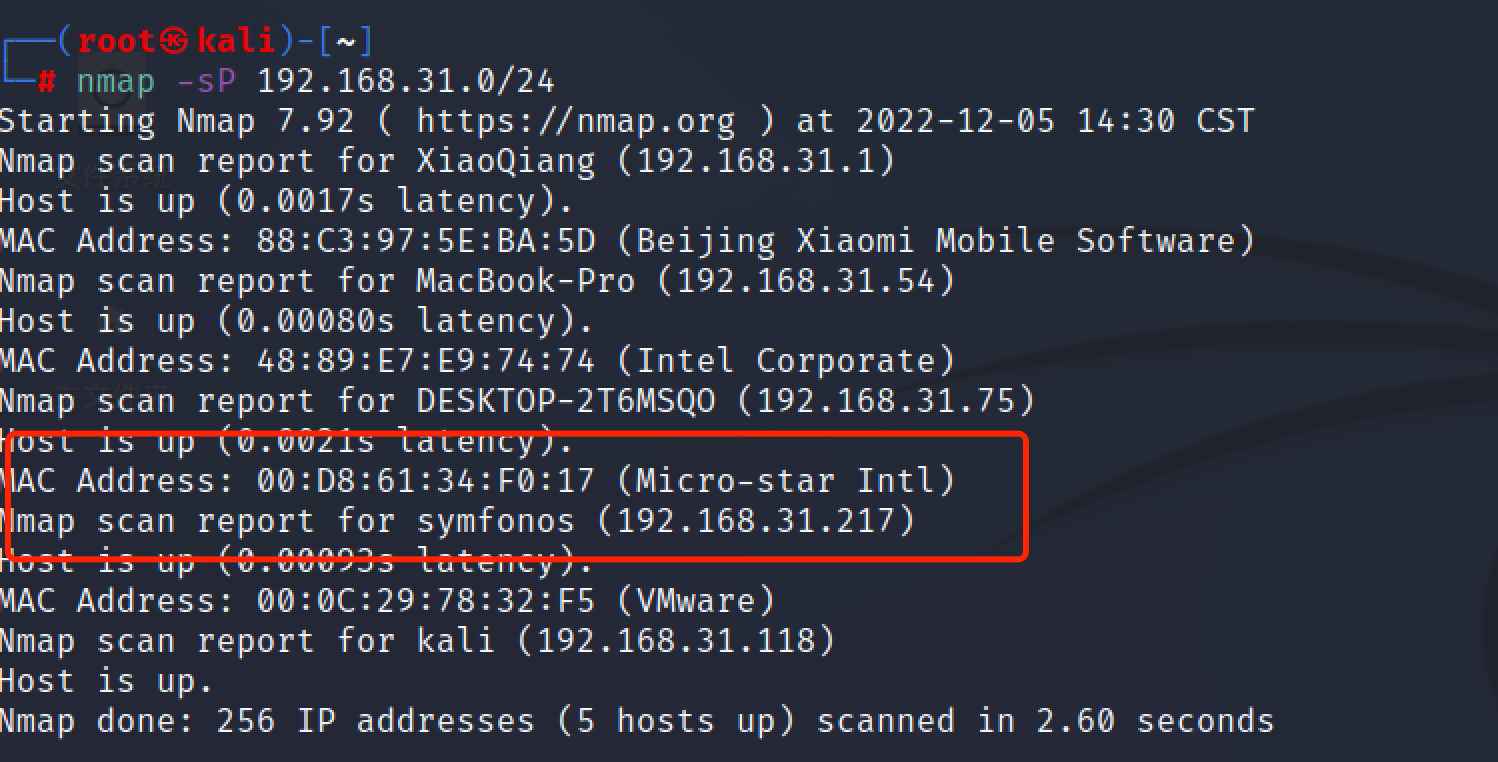 ┌──(root㉿kali)-[~]
└─# nmap -sP 192.168.31.0/24
Starting Nmap 7.92 ( https://nmap.org ) at 2022-12-05 14:30 CST
Nmap scan report for XiaoQiang (192.168.31.1)
Host is up (0.0017s latency).
MAC Address: 88:C3:97:5E:BA:5D (Beijing Xiaomi Mobile Software)
Nmap scan report for MacBook-Pro (192.168.31.54)
Host is up (0.00080s latency).
MAC Address: 48:89:E7:E9:74:74 (Intel Corporate)
Nmap scan report for DESKTOP-2T6MSQO (192.168.31.75)
Host is up (0.0021s latency).
MAC Address: 00:D8:61:34:F0:17 (Micro-star Intl)
Nmap scan report for symfonos (192.168.31.217)
Host is up (0.00093s latency).
MAC Address: 00:0C:29:78:32:F5 (VMware)
Nmap scan report for kali (192.168.31.118)
Host is up.
Nmap done: 256 IP addresses (5 hosts up) scanned in 2.60 seconds